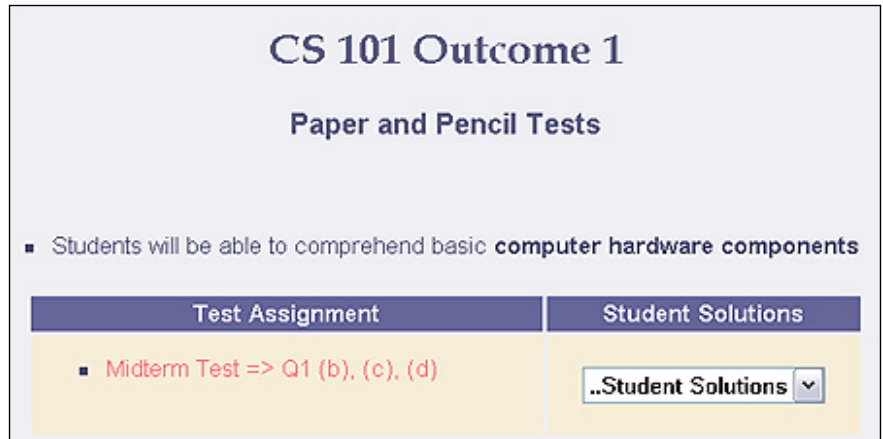 CS 101 Outcome 1
Paper and Pencil Tests
Students will be able to comprehend basic computer hardware components
Test Assignment
Student Solutions
Midterm Test => Q1 (b), (c), (d)
..Student Solutions